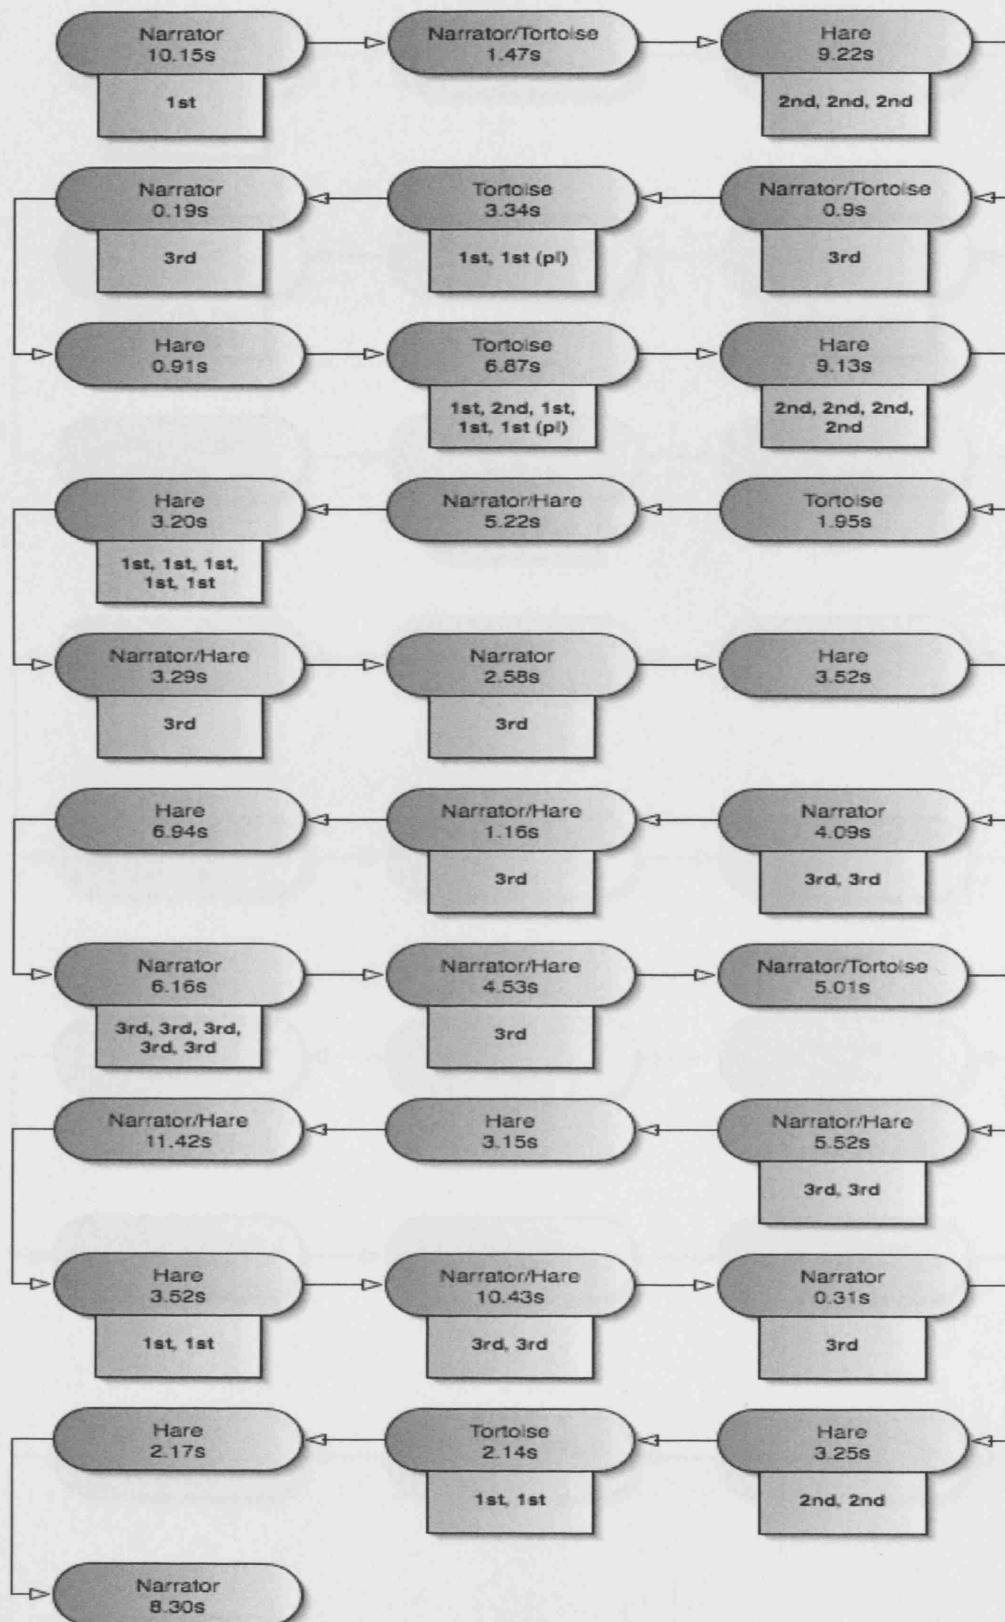 Narrator
10.15s
1st
Narrator/Tortoise
1.47s
Hare
9.22s
2nd, 2nd, 2nd
Narrator/Tortoise
0.9s
3rd
Tortoise
3.34s
1st, 1st (pl)
Narrator
0.19s
3rd
Hare
0.91s
Tortoise
6.87s
1st, 2nd, 1st,
1st, 1st (pl)
Hare
9.13s
2nd, 2nd, 2nd,
2nd
Tortoise
1.95s
Narrator/Hare
5.22s
Hare
3.20s
1st, 1st, 1st,
1st, 1st
Narrator/Hare
3.29s
3rd
Narrator
2.58s
3rd
Hare
3.52s
Narrator
4.09s
3rd, 3rd
Narrator/Hare
1.16s
3rd
Hare
6.94s
Narrator
6.16s
3rd, 3rd, 3rd,
3rd, 3rd
Narrator/Hare
4.53s
3rd
Narrator/Tortoise
5.01s
Narrator/Hare
5.52s
3rd, 3rd
Hare
3.15s
Narrator/Hare
11.42s
Hare
3.52s
1st, 1st
Narrator/Hare
10.43s
3rd, 3rd
Narrator
0.31s
3rd
Hare
3.25s
2nd, 2nd
Tortoise
2.14s
1st, 1st
Hare
2.17s
Narrator
8.30s